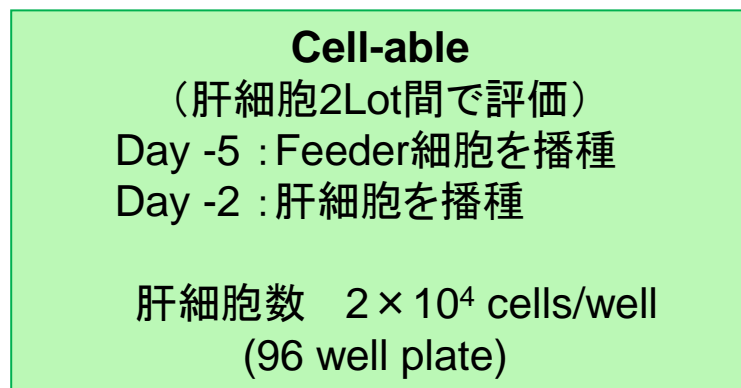 Cell-able
（肝細胞2Lot間で評価）
Day -5 ：Feeder細胞を播種
Day -2 ：肝細胞を播種
肝細胞数　2×10⁴ cells/well
(96 well plate)